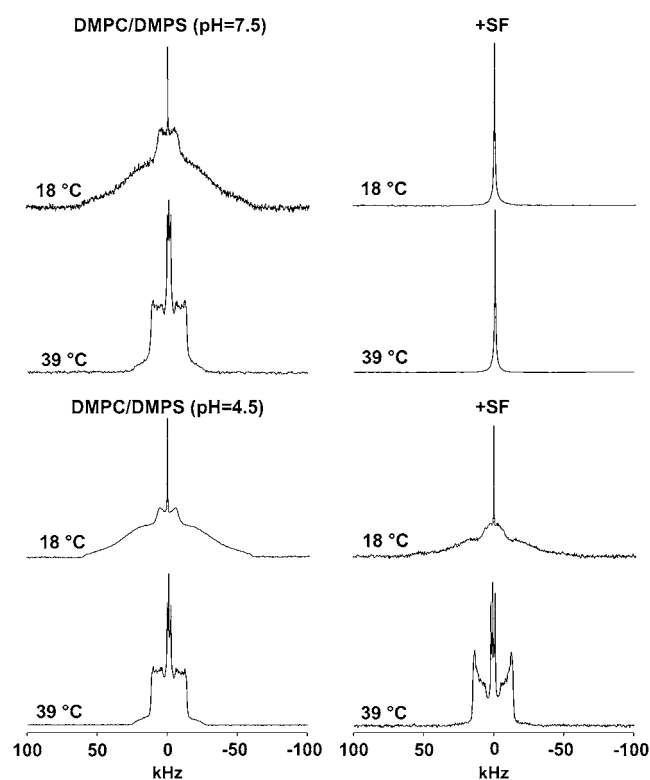 DMPC/DMPS (pH=7.5)
+SF
18 °C
18 °C
39 °C
39 °C
DMPC/DMPS (pH=4.5)
+SF
18 °C
18 °C
39 °C
39 °C
100 50 0 -50 -100
100 50 0 -50 -100
kHz
kHz